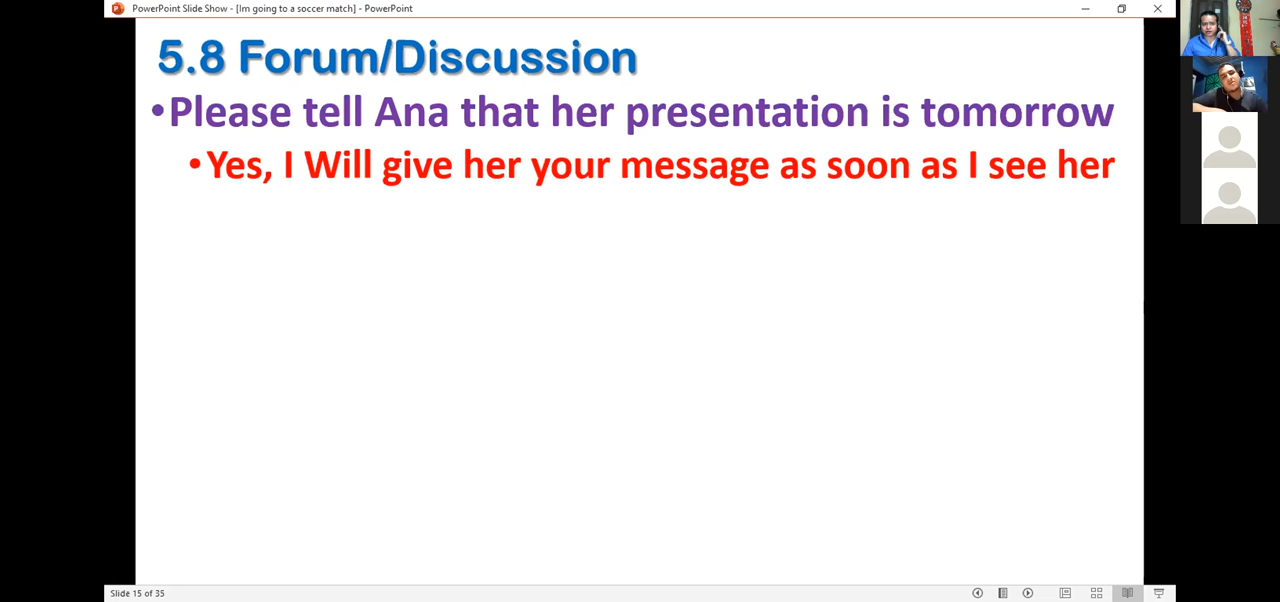 PowerPoint Slide Show - [Im going to a soccer match] - PowerPoint
5.8 Forum/Discussion
•Please tell Ana that her presentation is tomorrow
•Yes, I Will give her your message as soon as I see her
Slide 15 of 35